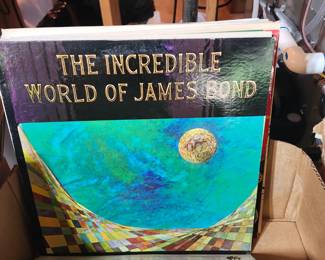 THE INCREDIBLE
WORLD OF JAMES BOND